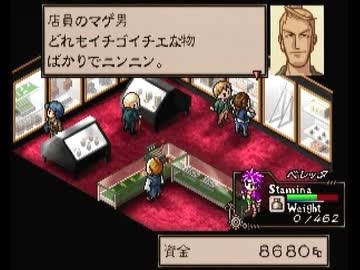 店員のマゲ男
どれもイチゴイチエな物
ばかりでニンニン。
ベレッタ
Stamina
Weight
0/462
資金 8680